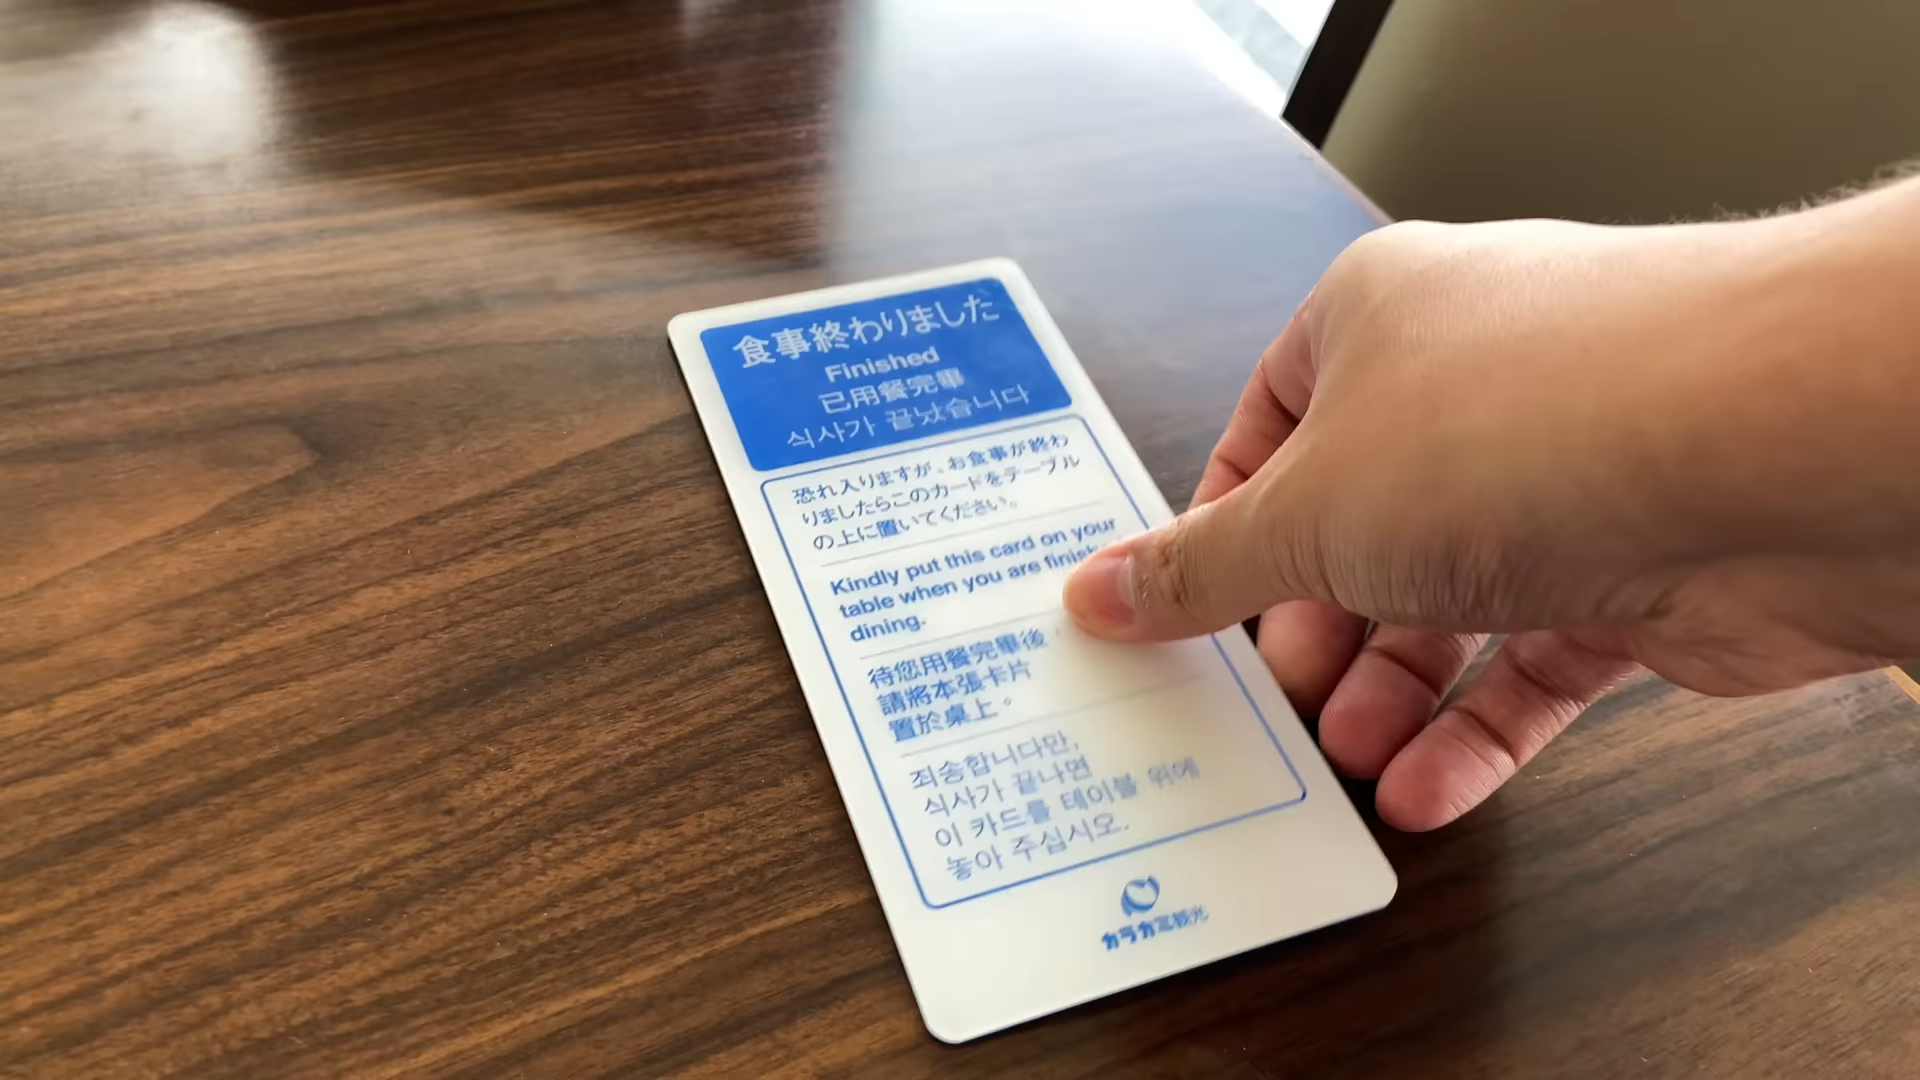 食事終わりました
Finished
已用餐完畢
식사가 끝났습니다
恐れ入りますが、お食事が終わ
りましたらこのカードをテーブル
の上に置いてください。
Kindly put this card on your
table when you are
dining.
待您用餐完畢後，
請將本張卡片
置於桌上。
죄송합니다만,
식사가 끝나면
이 카드를 테이블 위에
놓아 주십시오.
カラカミ観光